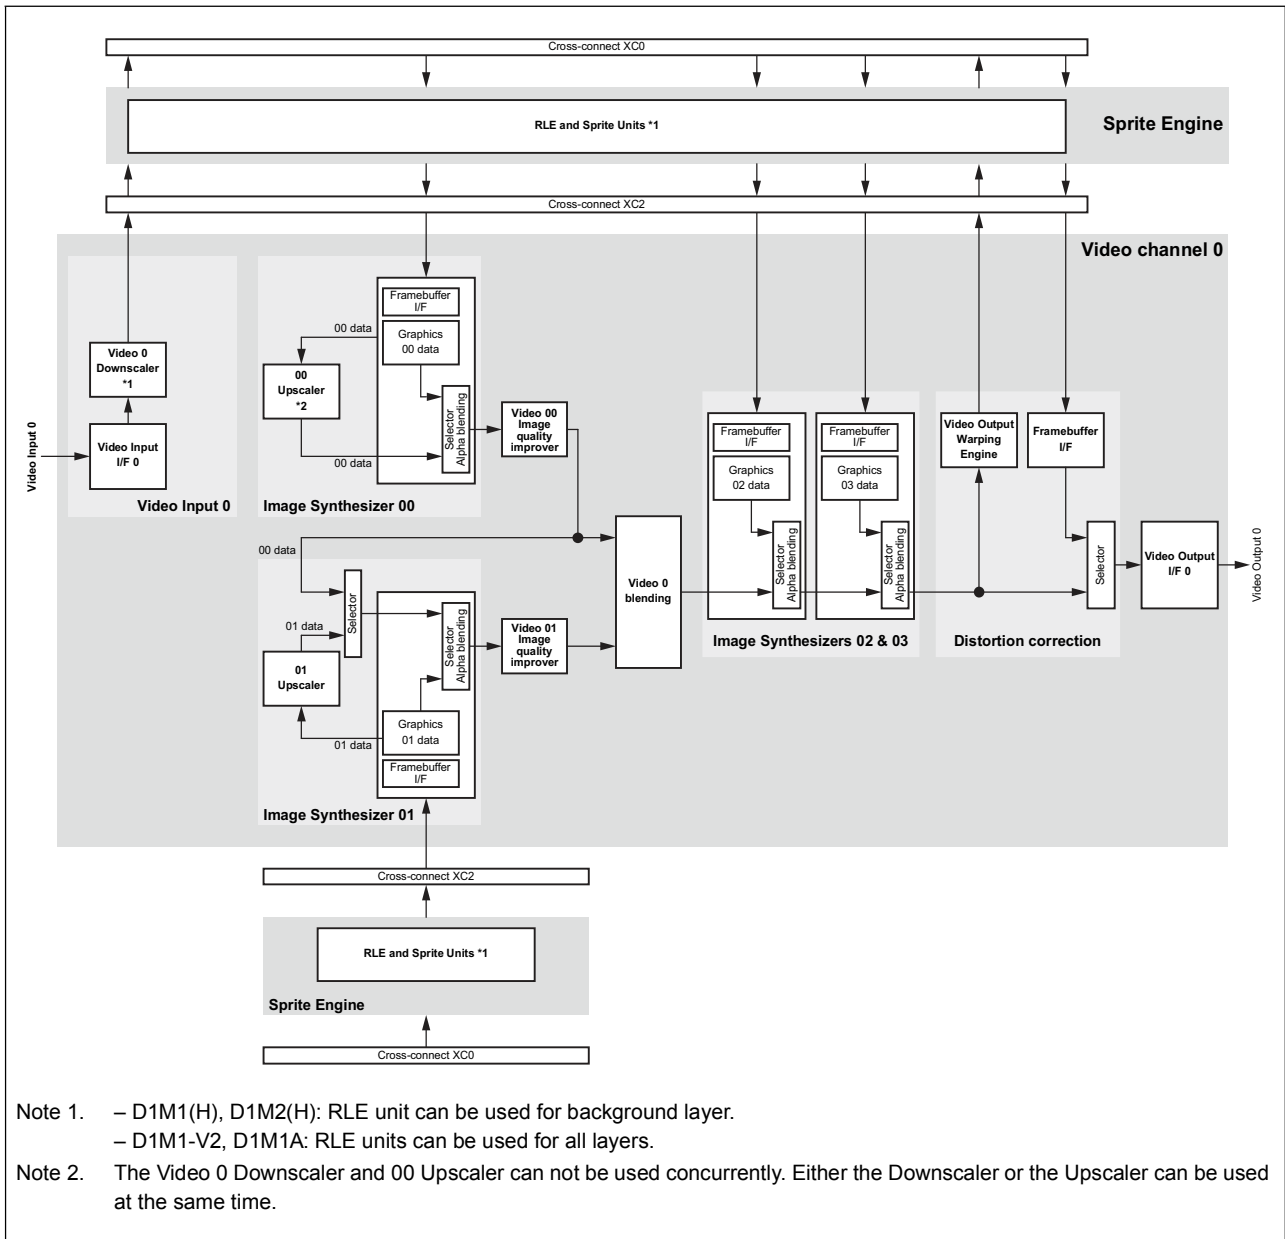 Cross-connect XC0
RLE and Sprite Units *1
Sprite Engine
Cross-connect XC2
Video channel 0
Video Input 0
Video Input
I/F 0
Video 0
Downscaler
*1
Video Input 0
Framebuffer
I/F
Graphics
00 data
00 data
00
Upscaler
*2
00 data
Selector
Alpha blending
Video 00
Image
quality
improver
Image Synthesizer 00
00 data
Selector
01 data
01
Upscaler
01 data
Selector
Alpha blending
Graphics
01 data
Framebuffer
I/F
Video 01
Image
quality
improver
Image Synthesizer 01
Video 0
blending
Framebuffer
I/F
Graphics
02 data
Selector
Alpha blending
Framebuffer
I/F
Graphics
03 data
Selector
Alpha blending
Image Synthesizers 02 & 03
Video Output
Warping
Engine
Framebuffer
I/F
Selector
Distortion correction
Video Output
I/F 0
Video Output 0
Cross-connect XC2
RLE and Sprite Units *1
Sprite Engine
Cross-connect XC0
Note 1. – D1M1(H), D1M2(H): RLE unit can be used for background layer.
– D1M1-V2, D1M1A: RLE units can be used for all layers.
Note 2. The Video 0 Downscaler and 00 Upscaler can not be used concurrently. Either the Downscaler or the Upscaler can be used
at the same time.